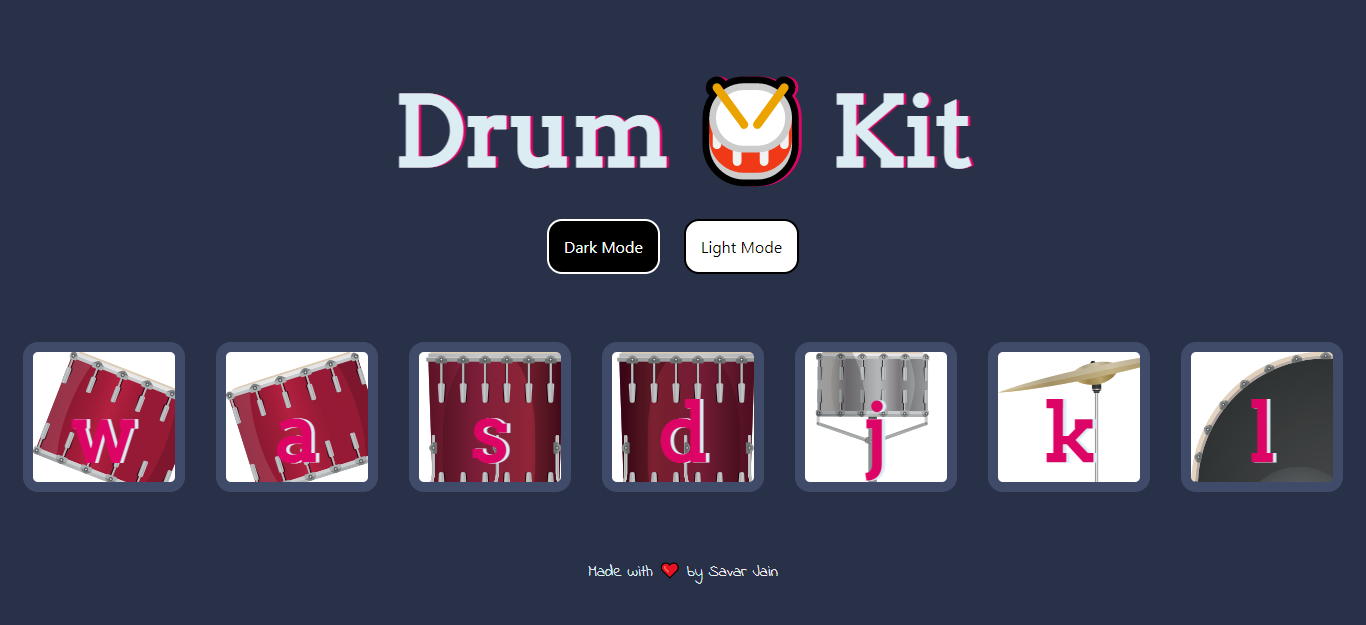 Drum 🥁 Kit
Dark Mode Light Mode
w a s d j k l
Made with ❤️ by Savar Jain